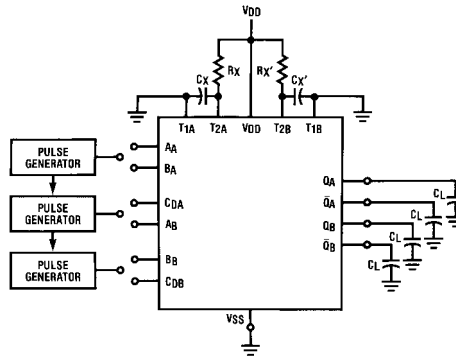 VDD
CX RX RX' CX'
T1A T2A VDD T2B T1B
PULSE GENERATOR
AA
BA
PULSE GENERATOR
CDA
AB
PULSE GENERATOR
BB
CDB
QA
Q̄A
QB
Q̄B
CL
CL
CL
CL
VSS